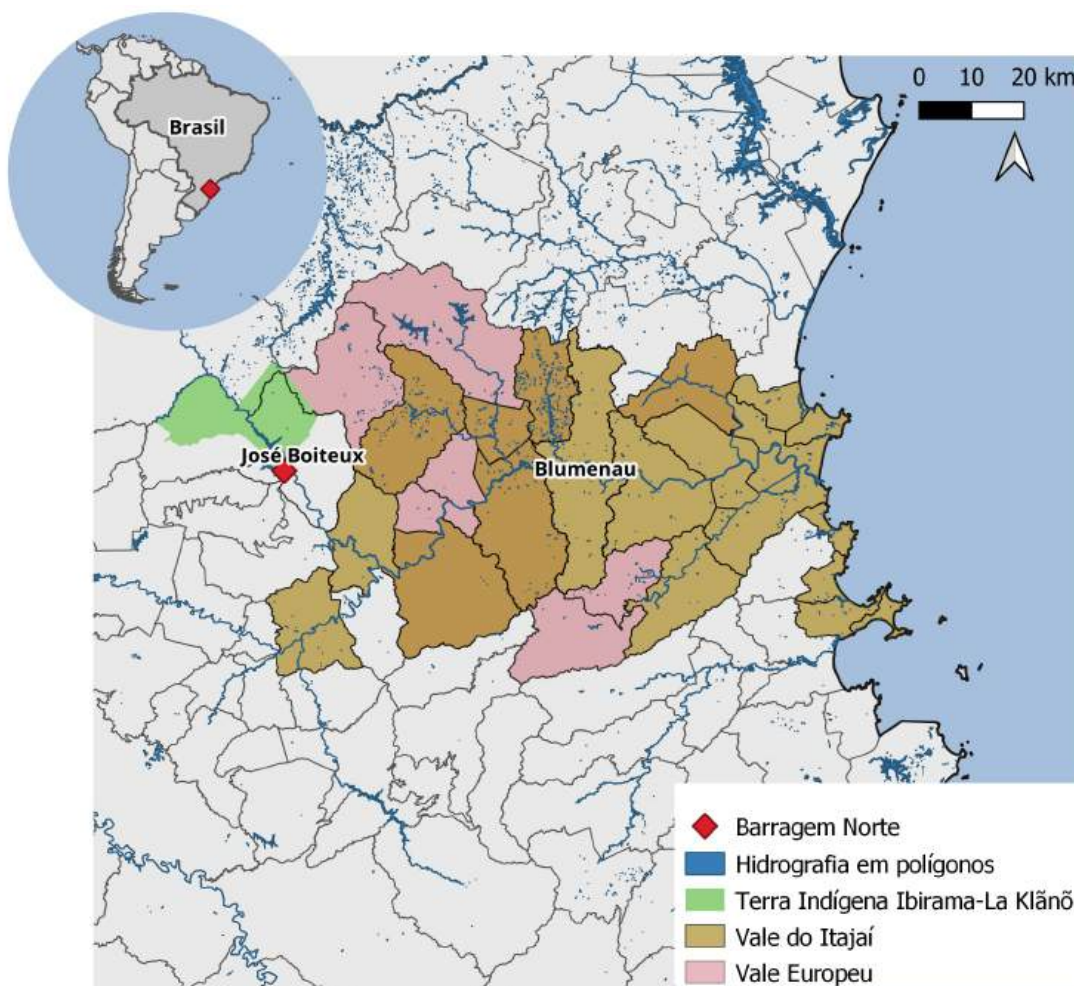 Brasil
0 10 20 km
José Boiteux
Blumenau
Barragem Norte
Hidrografia em polígonos
Terra Indígena Ibirama-La Klãnõ
Vale do Itajaí
Vale Europeu